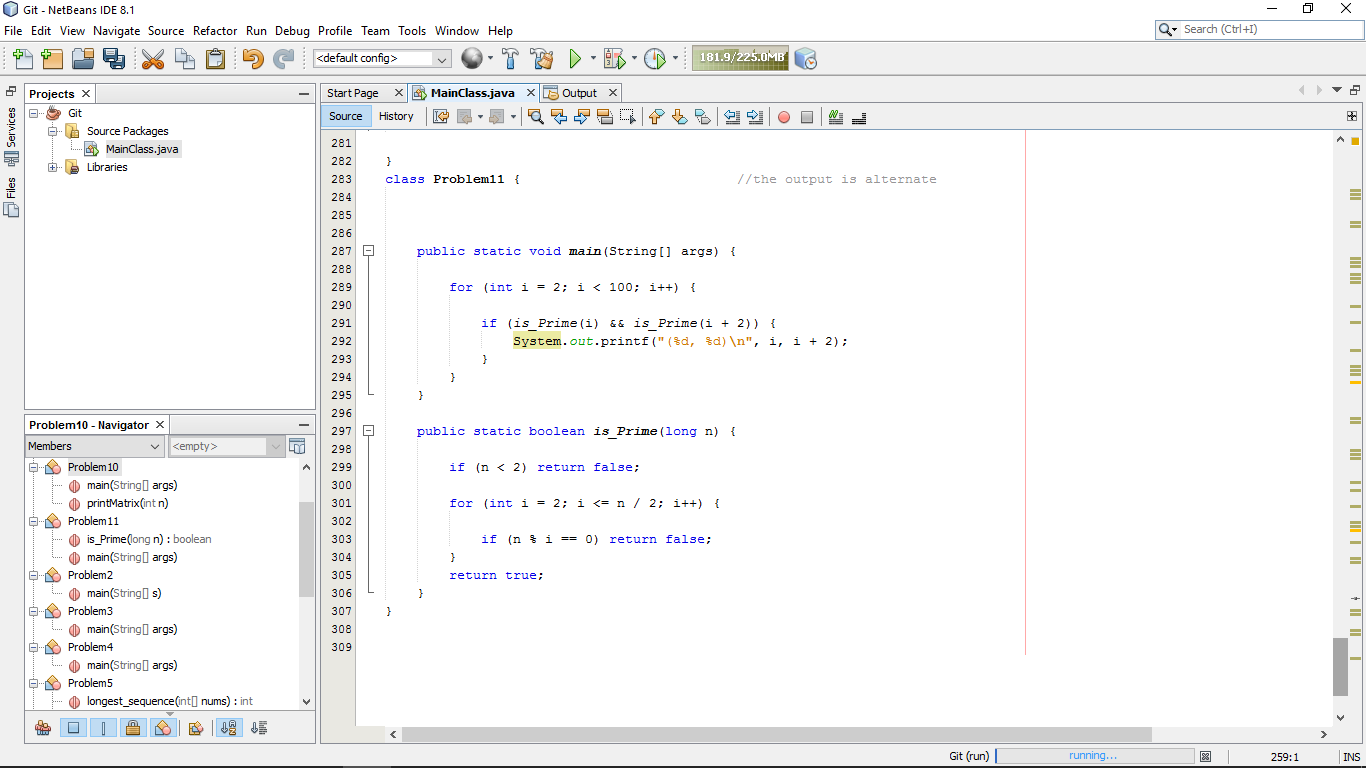 Git - NetBeans IDE 8.1
File Edit View Navigate Source Refactor Run Debug Profile Team Tools Window Help
Search (Ctrl+I)
<default config>
181.9/225.0MB
Services
Files
Projects
Git
Source Packages
MainClass.java
Libraries
Problem10 - Navigator
Members
<empty>
Problem10
main(String[] args)
printMatrix(int n)
Problem11
is_Prime(long n) : boolean
main(String[] args)
Problem2
main(String[] s)
Problem3
main(String[] args)
Problem4
main(String[] args)
Problem5
longest_sequence(int[] nums) : int
Start Page MainClass.java Output
Source History
281
282 }
283 class Problem11 { //the output is alternate
284
285
286
287 public static void main(String[] args) {
288
289 for (int i = 2; i < 100; i++) {
290
291 if (is_Prime(i) && is_Prime(i + 2)) {
292 System.out.printf("(%d, %d)\n", i, i + 2);
293 }
294 }
295 }
296
297 public static boolean is_Prime(long n) {
298
299 if (n < 2) return false;
300
301 for (int i = 2; i <= n / 2; i++) {
302
303 if (n % i == 0) return false;
304 }
305 return true;
306 }
307 }
308
309
Git (run) running... 259:1 INS